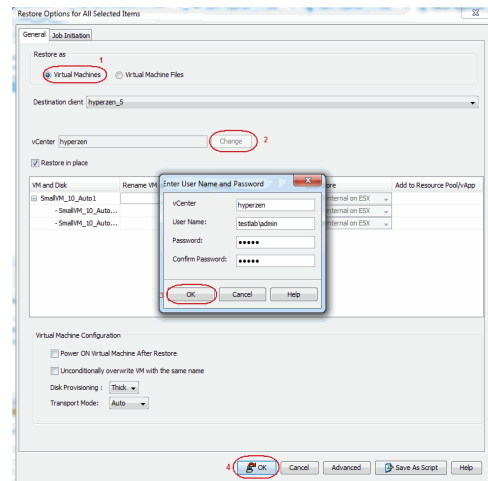 Restore Options for All Selected Items
General Job Initiation
Restore as
1
Virtual Machines Virtual Machine Files
Destination client hyperzen_5
vCenter hyperzen Change 2
Restore in place
VM and Disk Rename VM Add to Resource Pool/vApp
SmallVM_10_Auto1 internal on ESX
- SmallVM_10_Auto... internal on ESX
- SmallVM_10_Auto... internal on ESX
Enter User Name and Password
vCenter hyperzen
User Name: testlab\admin
Password: •••••
Confirm Password: •••••
3 OK Cancel Help
Virtual Machine Configuration
Power ON Virtual Machine After Restore
Unconditionally overwrite VM with the same name
Disk Provisioning : Thick
Transport Mode: Auto
4 OK Cancel Advanced Save As Script Help